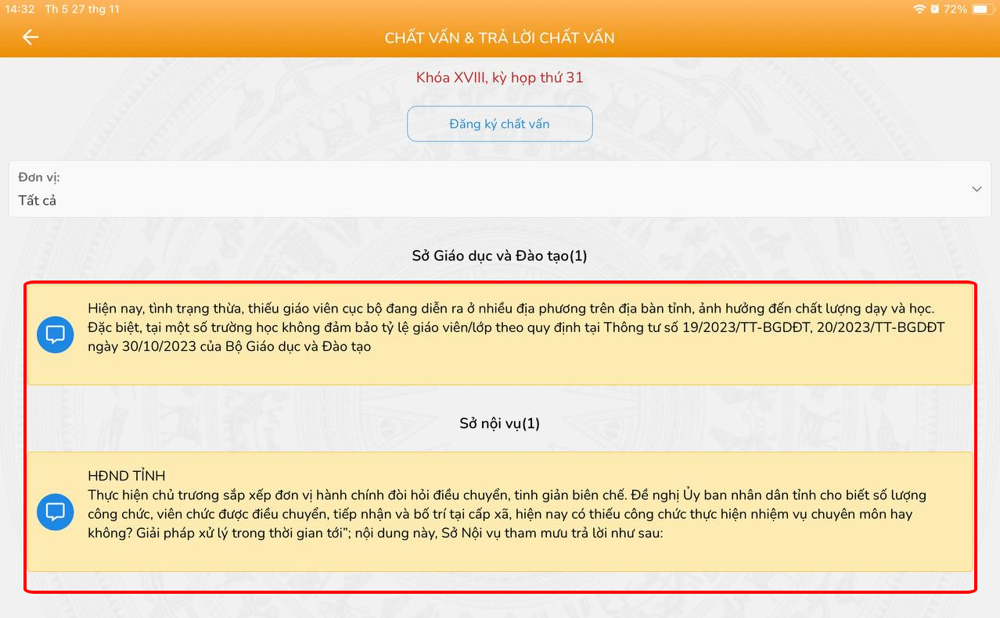 14:32 Th 5 27 thg 11
72%
CHẤT VẤN & TRẢ LỜI CHẤT VẤN
Khóa XVIII, kỳ họp thứ 31
Đăng ký chất vấn
Đơn vị:
Tất cả
Sở Giáo dục và Đào tạo(1)
Hiện nay, tình trạng thừa, thiếu giáo viên cục bộ đang diễn ra ở nhiều địa phương trên địa bàn tỉnh, ảnh hưởng đến chất lượng dạy và học.
Đặc biệt, tại một số trường học không đảm bảo tỷ lệ giáo viên/lớp theo quy định tại Thông tư số 19/2023/TT-BGDĐT, 20/2023/TT-BGDĐT
ngày 30/10/2023 của Bộ Giáo dục và Đào tạo
Sở nội vụ(1)
HĐND TỈNH
Thực hiện chủ trương sắp xếp đơn vị hành chính đòi hỏi điều chuyển, tinh giản biên chế. Đề nghị Ủy ban nhân dân tỉnh cho biết số lượng
công chức, viên chức được điều chuyển, tiếp nhận và bố trí tại cấp xã, hiện nay có thiếu công chức thực hiện nhiệm vụ chuyên môn hay
không? Giải pháp xử lý trong thời gian tới”; nội dung này, Sở Nội vụ tham mưu trả lời như sau: